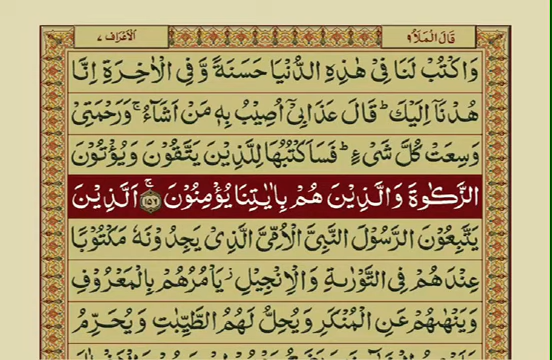 قَالَ الْمَلَاُ ٩
الْاَعْرَاف ٧
وَاكْتُبْ لَنَا فِىْ هٰذِهِ الدُّنْيَا حَسَنَةً وَّ فِى الْاٰخِرَةِ اِنَّا
هُدْنَاۤ اِلَيْكَ ؕ قَالَ عَذَابِىْۤ اُصِيْبُ بِهٖ مَنْ اَشَآءُ ۚ وَرَحْمَتِىْ
وَسِعَتْ كُلَّ شَىْءٍ ؕ فَسَاَكْتُبُهَا لِلَّذِيْنَ يَتَّقُوْنَ وَيُؤْتُوْنَ
الزَّكٰوةَ وَالَّذِيْنَ هُمْ بِاٰيٰتِنَا يُؤْمِنُوْنَ ۚ ﴿١٥٦﴾ اَلَّذِيْنَ
يَتَّبِعُوْنَ الرَّسُوْلَ النَّبِىَّ الْاُمِّىَّ الَّذِىْ يَجِدُوْنَهٗ مَكْتُوْبًا
عِنْدَهُمْ فِى التَّوْرٰىةِ وَالْاِنْجِيْلِ ز يَاْمُرُهُمْ بِالْمَعْرُوْفِ
وَيَنْهٰىهُمْ عَنِ الْمُنْكَرِ وَيُحِلُّ لَهُمُ الطَّيِّبٰتِ وَيُحَرِّمُ